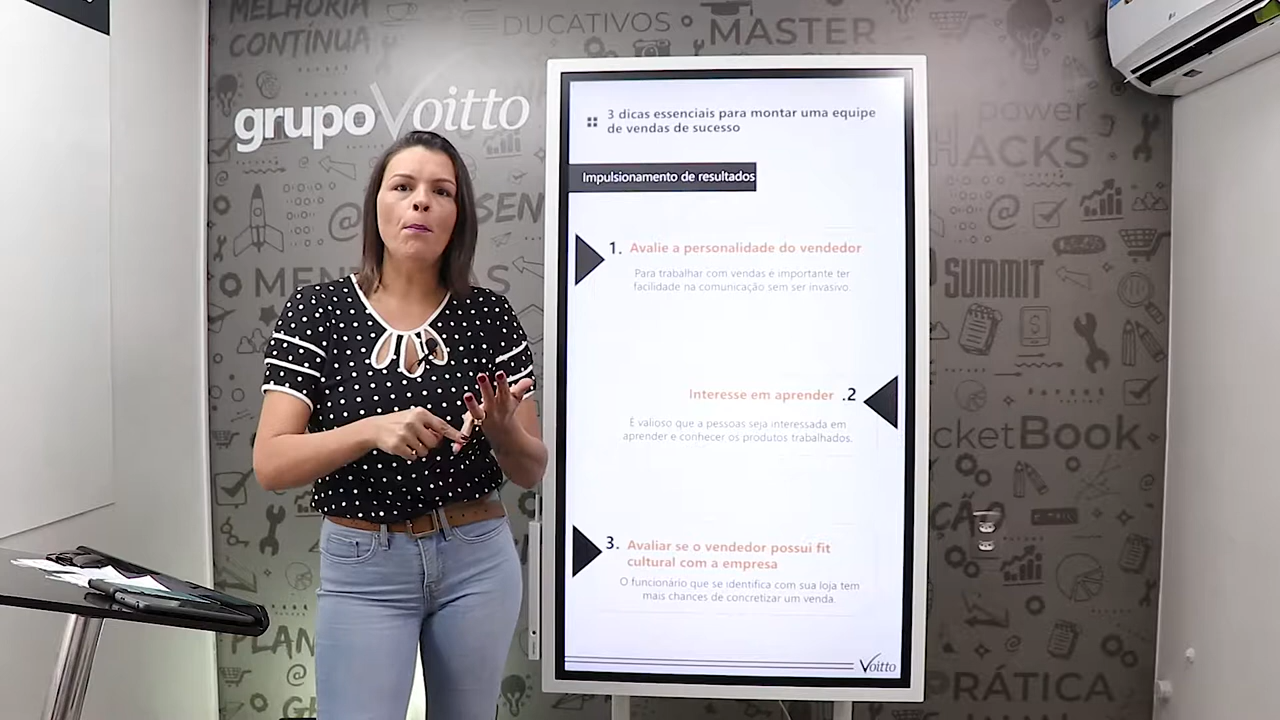 MELHORIA
CONTÍNUA
DUCATIVOS
MASTER
grupoVoitto
power
HACKS
@
SEN
@
SUMMIT
cketBook
PLAN
PRÁTICA
3 dicas essenciais para montar uma equipe
de vendas de sucesso
Impulsionamento de resultados
1. Avalie a personalidade do vendedor
Para trabalhar com vendas é importante ter
facilidade na comunicação sem ser invasivo.
Interesse em aprender .2
É valioso que a pessoas seja interessada em
aprender e conhecer os produtos trabalhados.
3. Avaliar se o vendedor possui fit
cultural com a empresa
O funcionário que se identifica com sua loja tem
mais chances de concretizar um venda.
Voitto